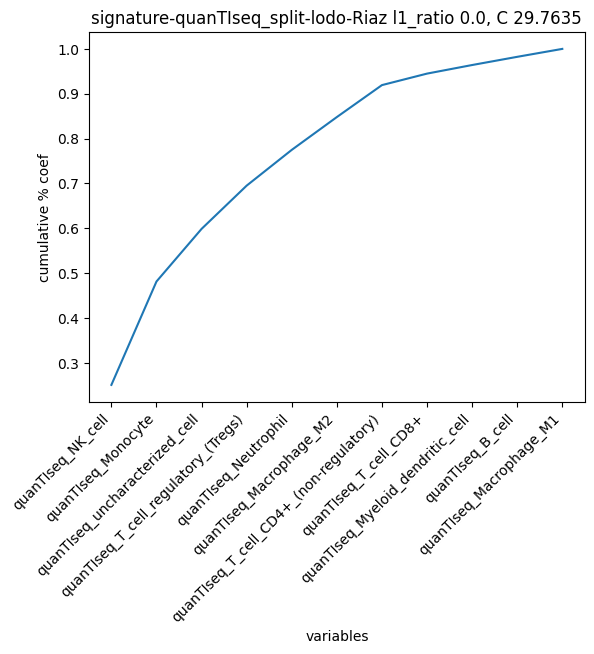 signature-quanTIseq_split-lodo-Riaz l1_ratio 0.0, C 29.7635
cumulative % coef
1.0
0.9
0.8
0.7
0.6
0.5
0.4
0.3
quanTIseq_NK_cell
quanTIseq_Monocyte
quanTIseq_uncharacterized_cell
quanTIseq_T_cell_regulatory_(Tregs)
quanTIseq_Neutrophil
quanTIseq_Macrophage_M2
quanTIseq_T_cell_CD4+_(non-regulatory)
quanTIseq_T_cell_CD8+
quanTIseq_Myeloid_dendritic_cell
quanTIseq_B_cell
quanTIseq_Macrophage_M1
variables